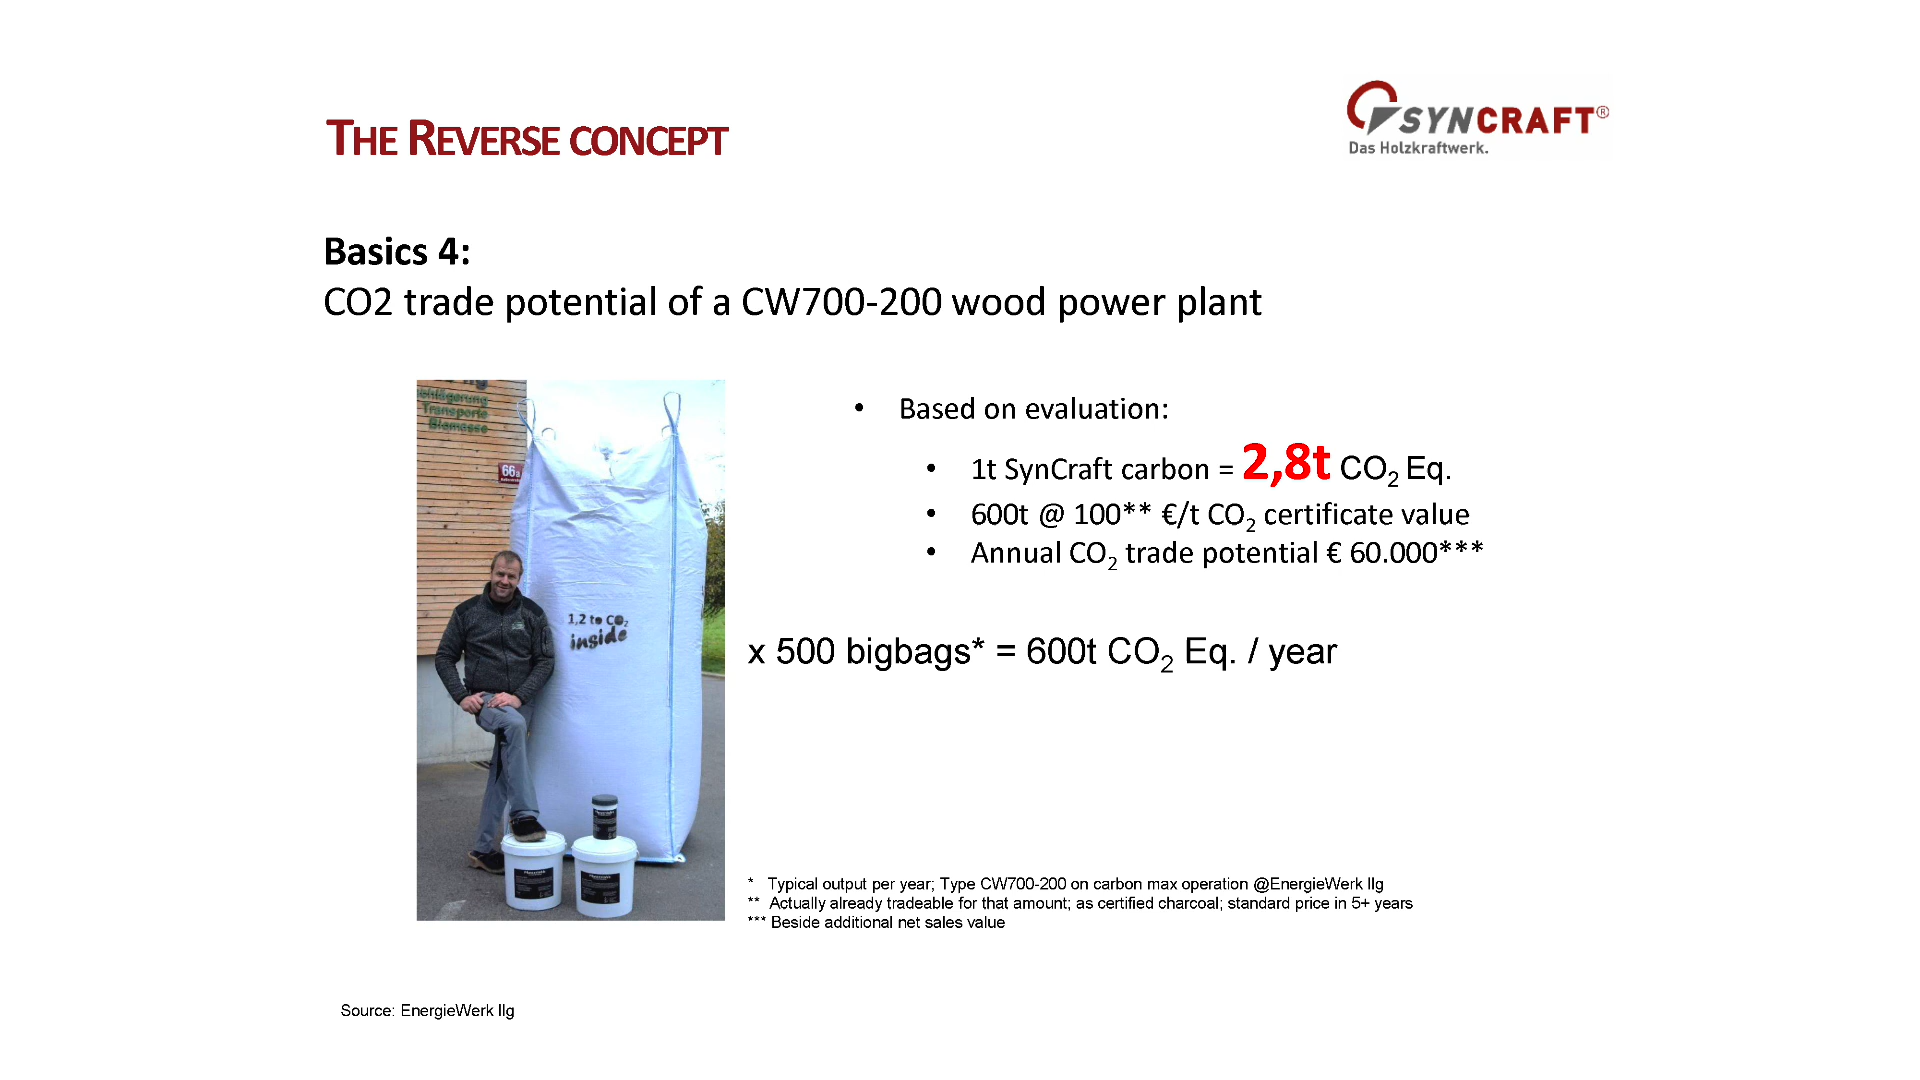 THE REVERSE CONCEPT
SYNCRAFT®
Das Holzkraftwerk.
Basics 4:
CO2 trade potential of a CW700-200 wood power plant
chlägerung
Transporte
Biomasse
66a
1,2 to CO₂
inside
• Based on evaluation:
• 1t SynCraft carbon = 2,8t CO₂ Eq.
• 600t @ 100** €/t CO₂ certificate value
• Annual CO₂ trade potential € 60.000***
x 500 bigbags* = 600t CO₂ Eq. / year
* Typical output per year; Type CW700-200 on carbon max operation @EnergieWerk Ilg
** Actually already tradeable for that amount; as certified charcoal; standard price in 5+ years
*** Beside additional net sales value
Source: EnergieWerk Ilg